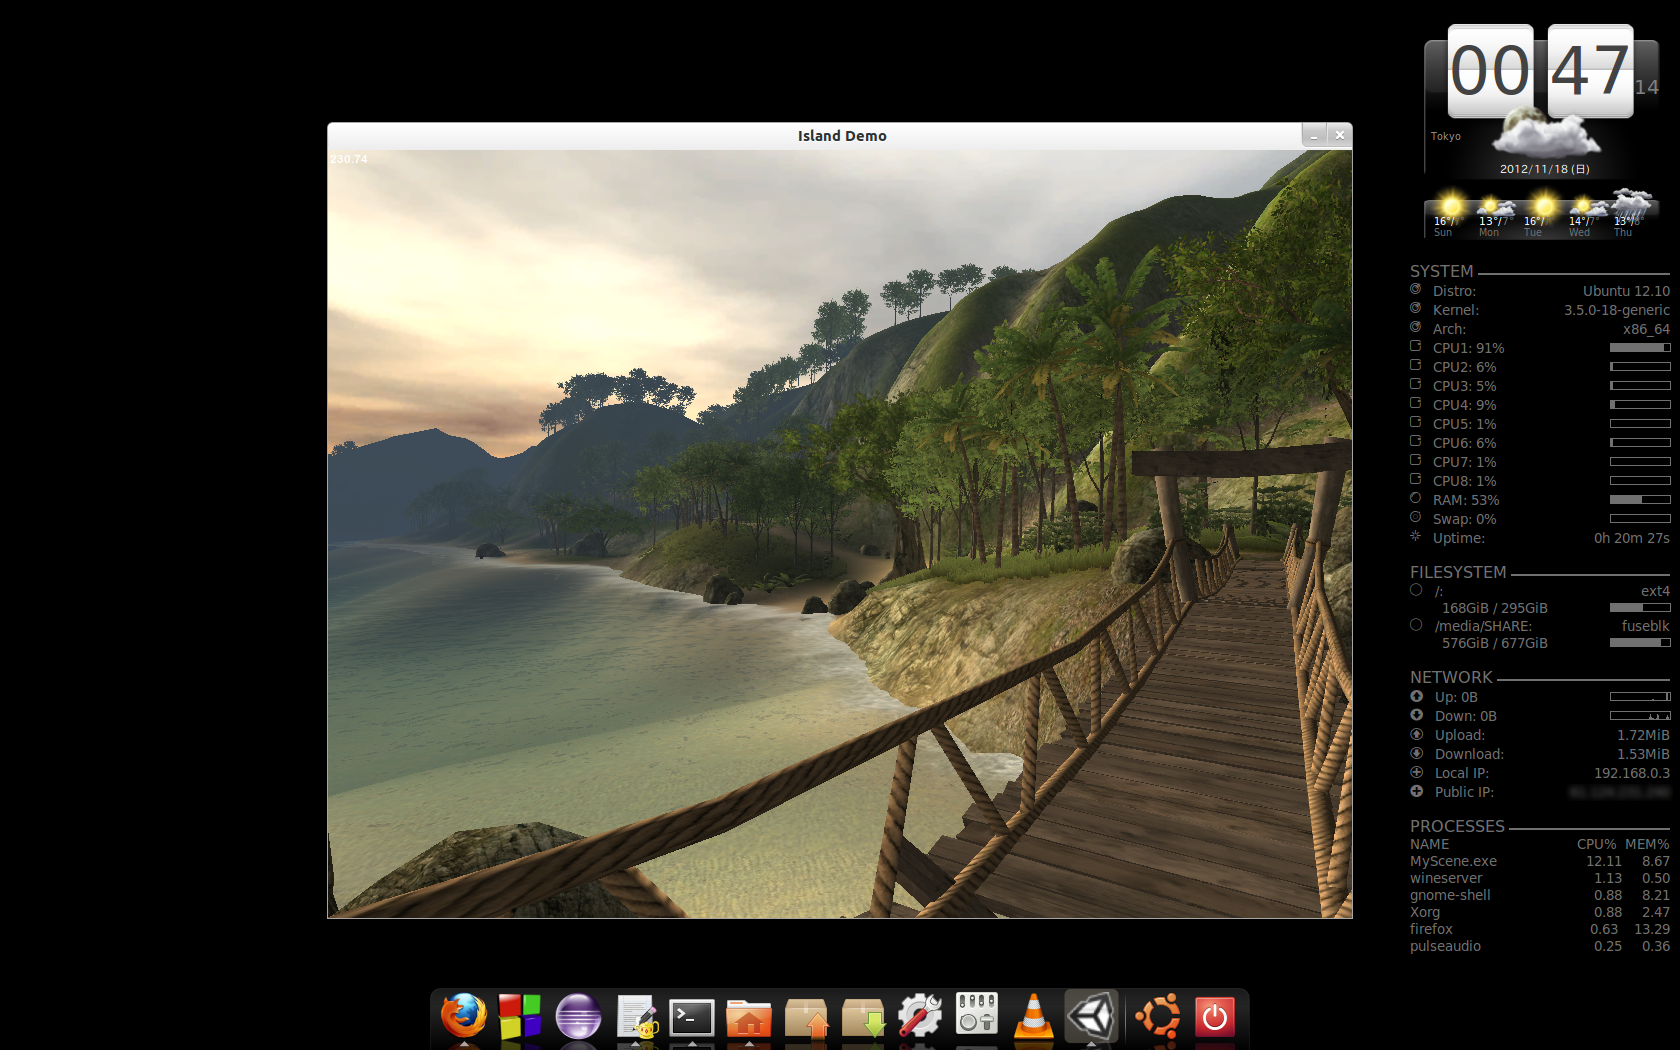 Island Demo
230.74
00 47 14
Tokyo
2012/11/18 (日)
16°/ 13°/7° 16°/ 14°/7° 13°/8°
Sun Mon Tue Wed Thu
SYSTEM
Distro: Ubuntu 12.10
Kernel: 3.5.0-18-generic
Arch: x86_64
CPU1: 91%
CPU2: 6%
CPU3: 5%
CPU4: 9%
CPU5: 1%
CPU6: 6%
CPU7: 1%
CPU8: 1%
RAM: 53%
Swap: 0%
Uptime: 0h 20m 27s
FILESYSTEM
/: ext4
168GiB / 295GiB
/media/SHARE: fuseblk
576GiB / 677GiB
NETWORK
Up: 0B
Down: 0B
Upload: 1.72MiB
Download: 1.53MiB
Local IP: 192.168.0.3
Public IP:
PROCESSES
NAME CPU% MEM%
MyScene.exe 12.11 8.67
wineserver 1.13 0.50
gnome-shell 0.88 8.21
Xorg 0.88 2.47
firefox 0.63 13.29
pulseaudio 0.25 0.36